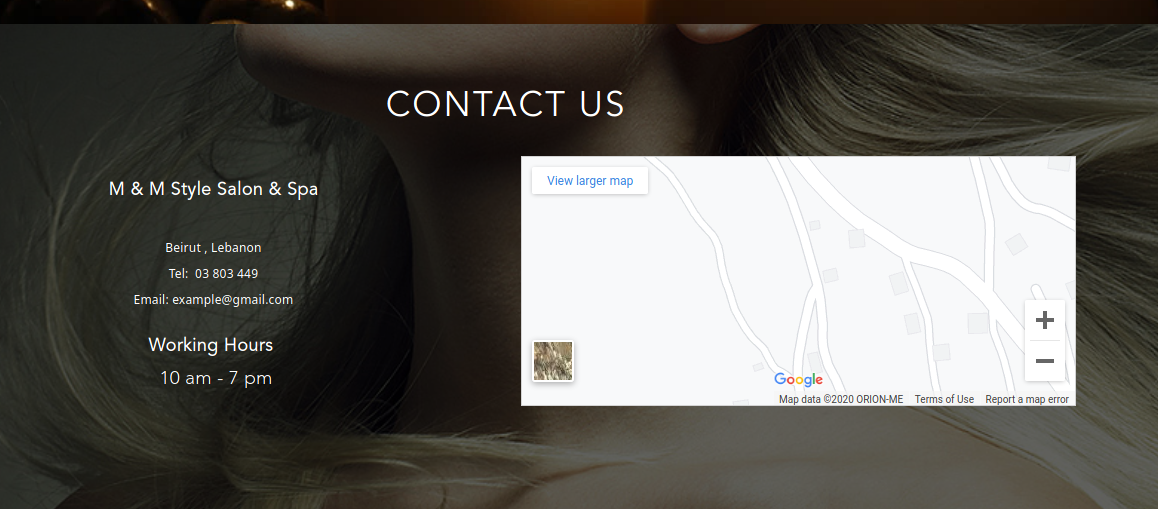 CONTACT US
M & M Style Salon & Spa
Beirut , Lebanon
Tel:  03 803 449
Email: example@gmail.com
Working Hours
10 am - 7 pm
View larger map
Google
Map data ©2020 ORION-ME Terms of Use Report a map error